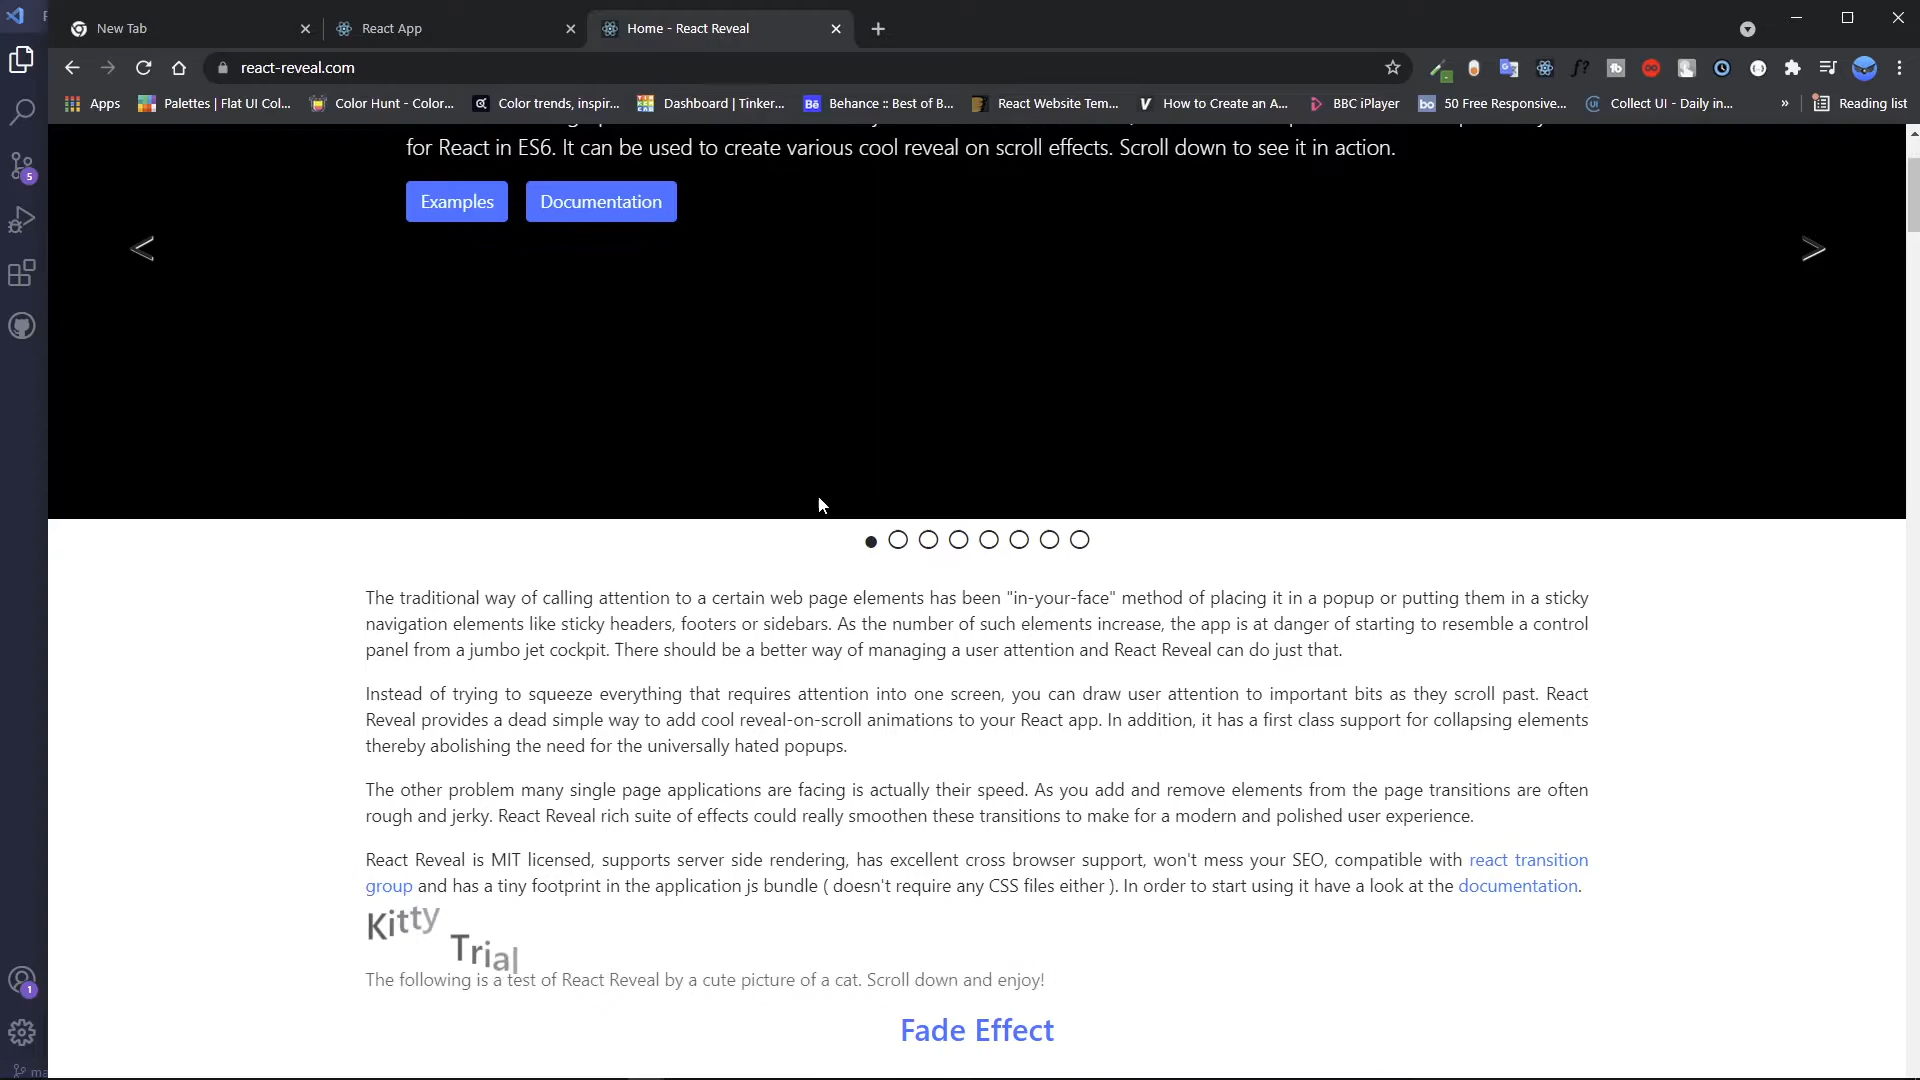 New Tab
React App
Home - React Reveal
react-reveal.com
Apps
Palettes | Flat UI Col...
Color Hunt - Color...
Color trends, inspir...
Dashboard | Tinker...
Behance :: Best of B...
React Website Tem...
How to Create an A...
BBC iPlayer
50 Free Responsive...
Collect UI - Daily in...
»
Reading list
for React in ES6. It can be used to create various cool reveal on scroll effects. Scroll down to see it in action.
Examples
Documentation
<
>
5
The traditional way of calling attention to a certain web page elements has been "in-your-face" method of placing it in a popup or putting them in a sticky
navigation elements like sticky headers, footers or sidebars. As the number of such elements increase, the app is at danger of starting to resemble a control
panel from a jumbo jet cockpit. There should be a better way of managing a user attention and React Reveal can do just that.
Instead of trying to squeeze everything that requires attention into one screen, you can draw user attention to important bits as they scroll past. React
Reveal provides a dead simple way to add cool reveal-on-scroll animations to your React app. In addition, it has a first class support for collapsing elements
thereby abolishing the need for the universally hated popups.
The other problem many single page applications are facing is actually their speed. As you add and remove elements from the page transitions are often
rough and jerky. React Reveal rich suite of effects could really smoothen these transitions to make for a modern and polished user experience.
React Reveal is MIT licensed, supports server side rendering, has excellent cross browser support, won't mess your SEO, compatible with react transition
group and has a tiny footprint in the application js bundle ( doesn't require any CSS files either ). In order to start using it have a look at the documentation.
Kitty Trial
The following is a test of React Reveal by a cute picture of a cat. Scroll down and enjoy!
1
Fade Effect